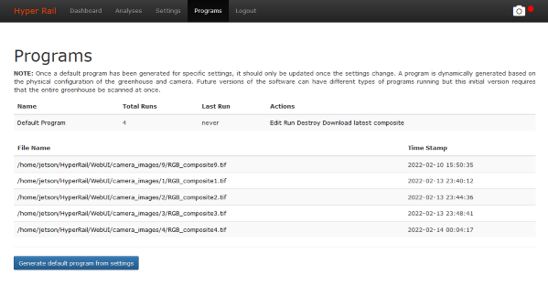 Hyper Rail Dashboard Analyses Settings Programs Logout
Programs
NOTE: Once a default program has been generated for specific settings, it should only be updated once the settings change. A program is dynamically generated based on
the physical configuration of the greenhouse and camera. Future versions of the software can have different types of programs running but this initial version requires
that the entire greenhouse be scanned at once.
Name Total Runs Last Run Actions
Default Program 4 never Edit Run Destroy Download latest composite
File Name Time Stamp
/home/jetson/HyperRail/WebUI/camera_images/9/RGB_composite9.tif 2022-02-10 15:50:35
/home/jetson/HyperRail/WebUI/camera_images/1/RGB_composite1.tif 2022-02-13 23:40:12
/home/jetson/HyperRail/WebUI/camera_images/2/RGB_composite2.tif 2022-02-13 23:44:36
/home/jetson/HyperRail/WebUI/camera_images/3/RGB_composite3.tif 2022-02-13 23:48:41
/home/jetson/HyperRail/WebUI/camera_images/4/RGB_composite4.tif 2022-02-14 00:04:17
Generate default program from settings